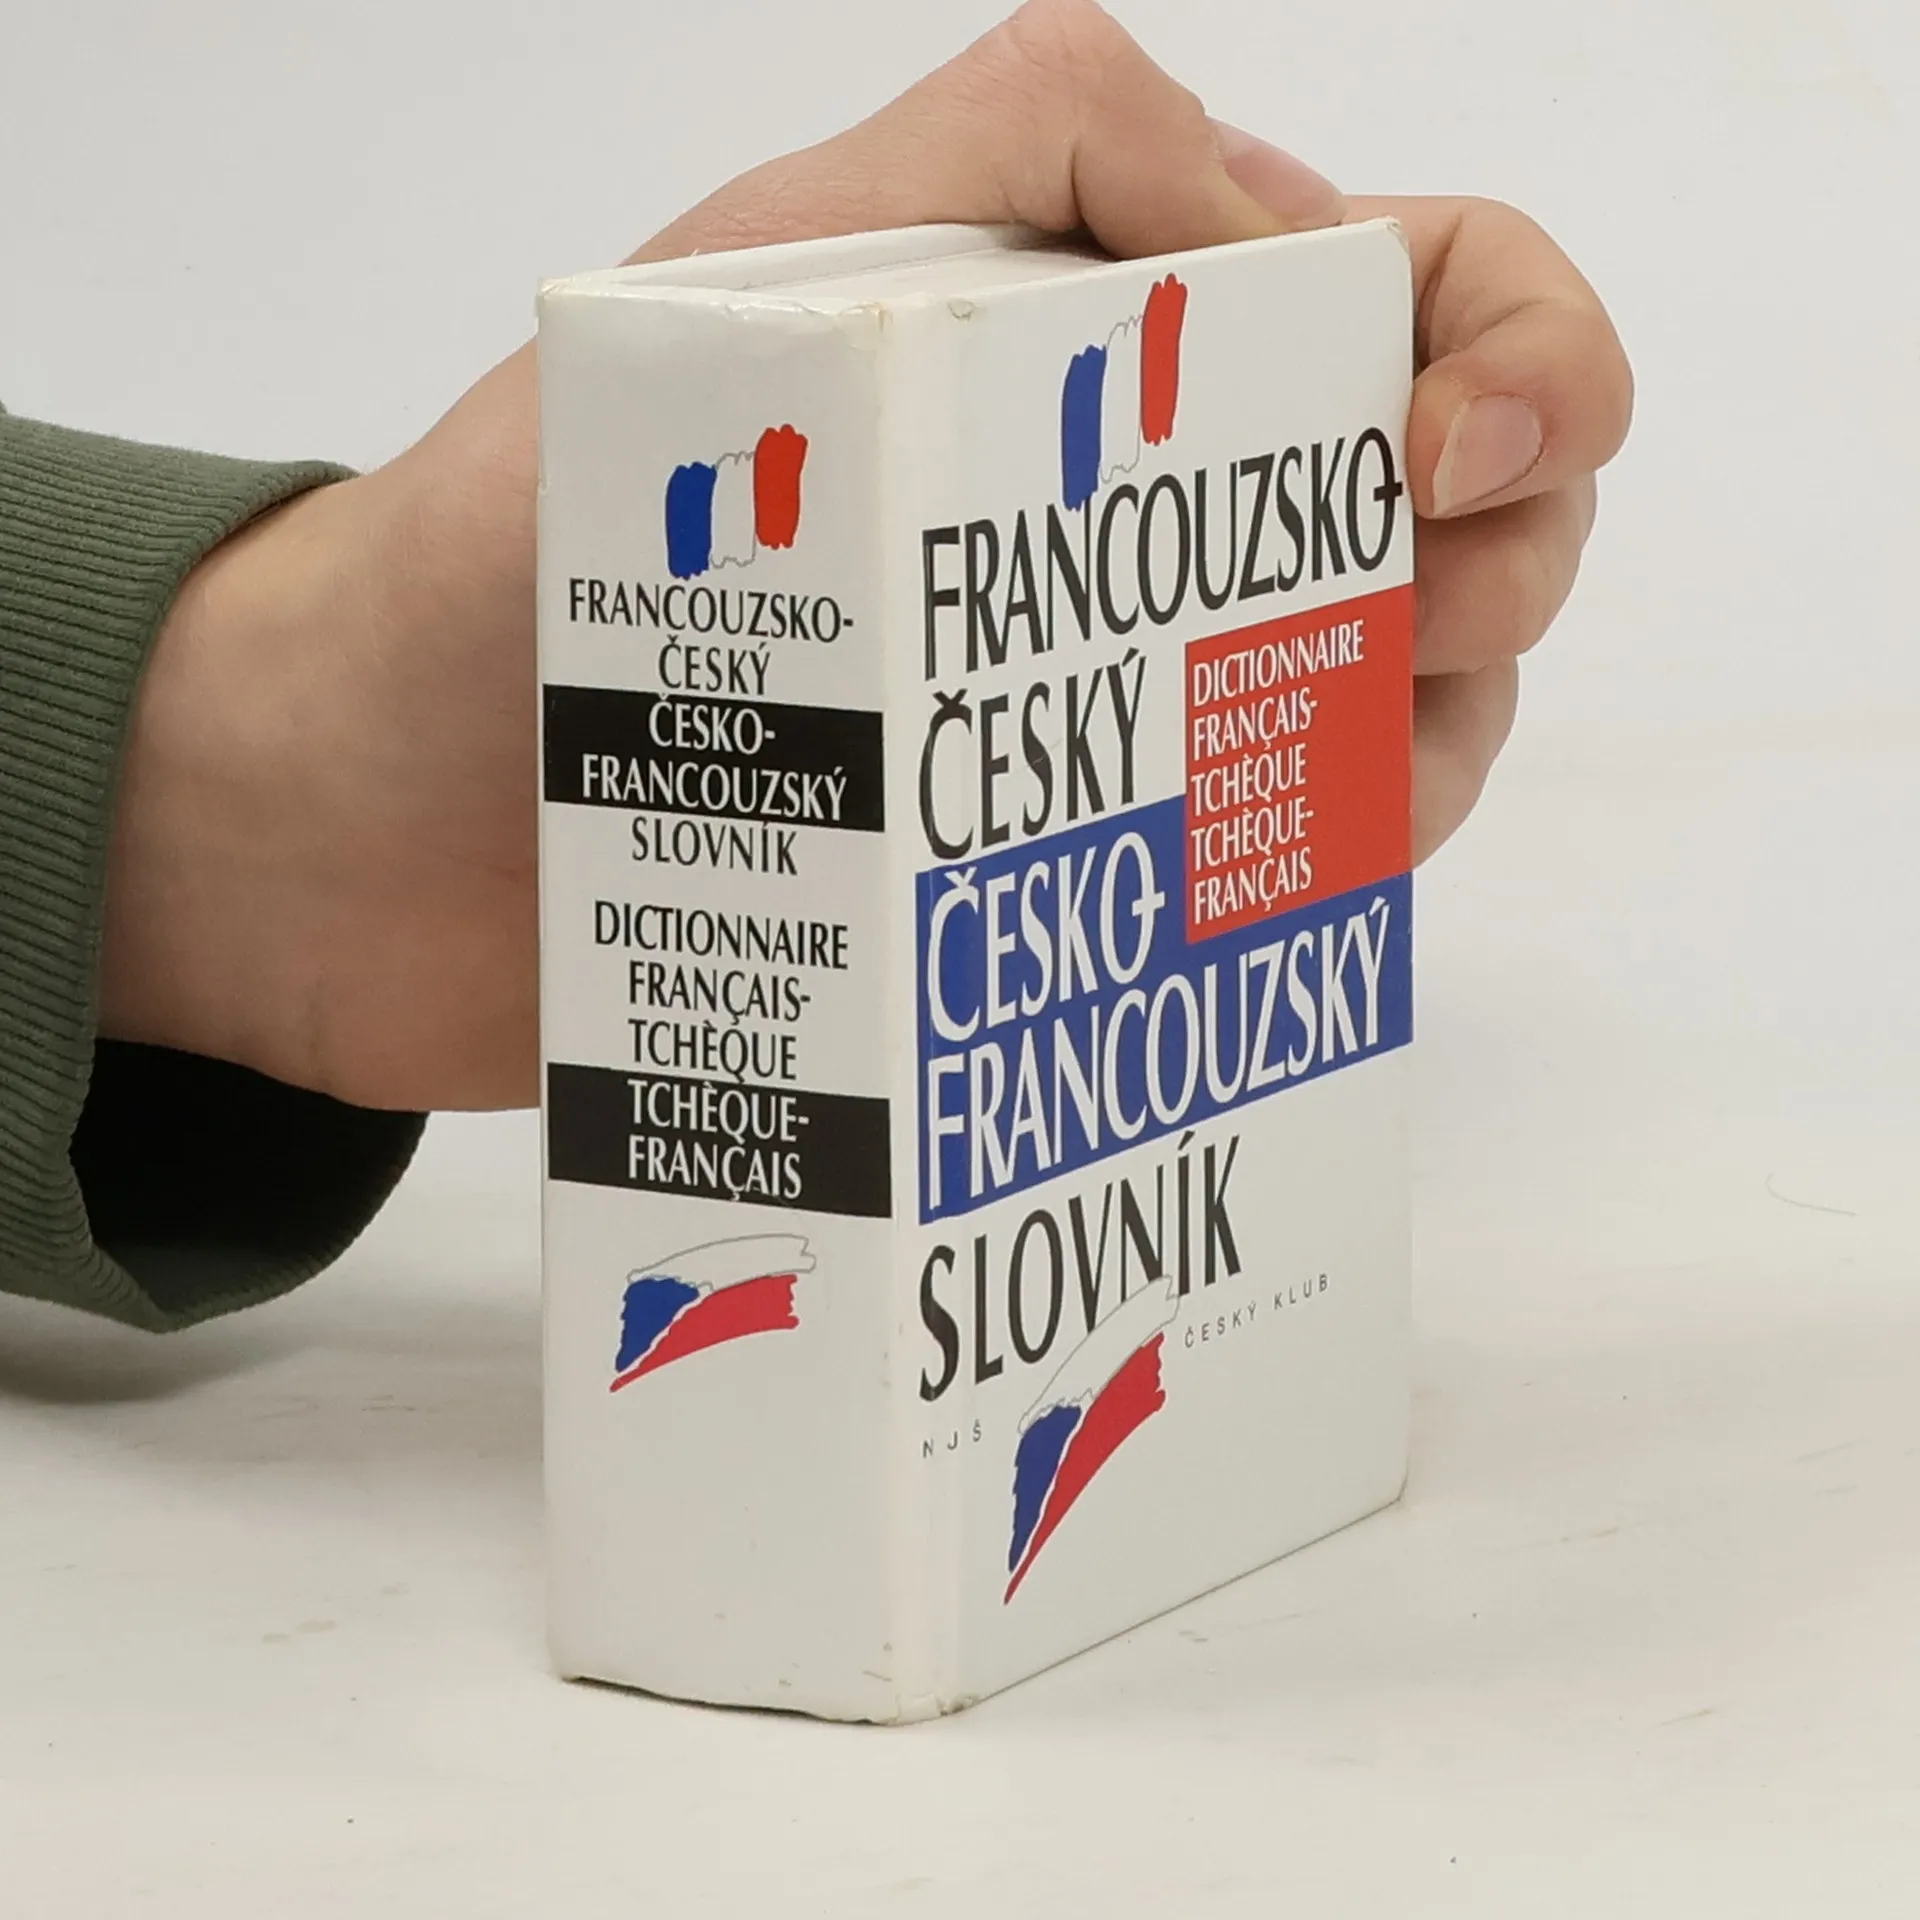 FRANCOUZSKO-
ČESKÝ
ČESKO-
FRANCOUZSKÝ
SLOVNÍK
DICTIONNAIRE
FRANÇAIS-
TCHÈQUE
TCHÈQUE-
FRANÇAIS
FRANCOUZSKO-
ČESKÝ
DICTIONNAIRE
FRANÇAIS-
TCHÈQUE
TCHÈQUE-
FRANÇAIS
ČESKO-
FRANCOUZSKÝ
SLOVNÍK
NJŠ ČESKÝ KLUB